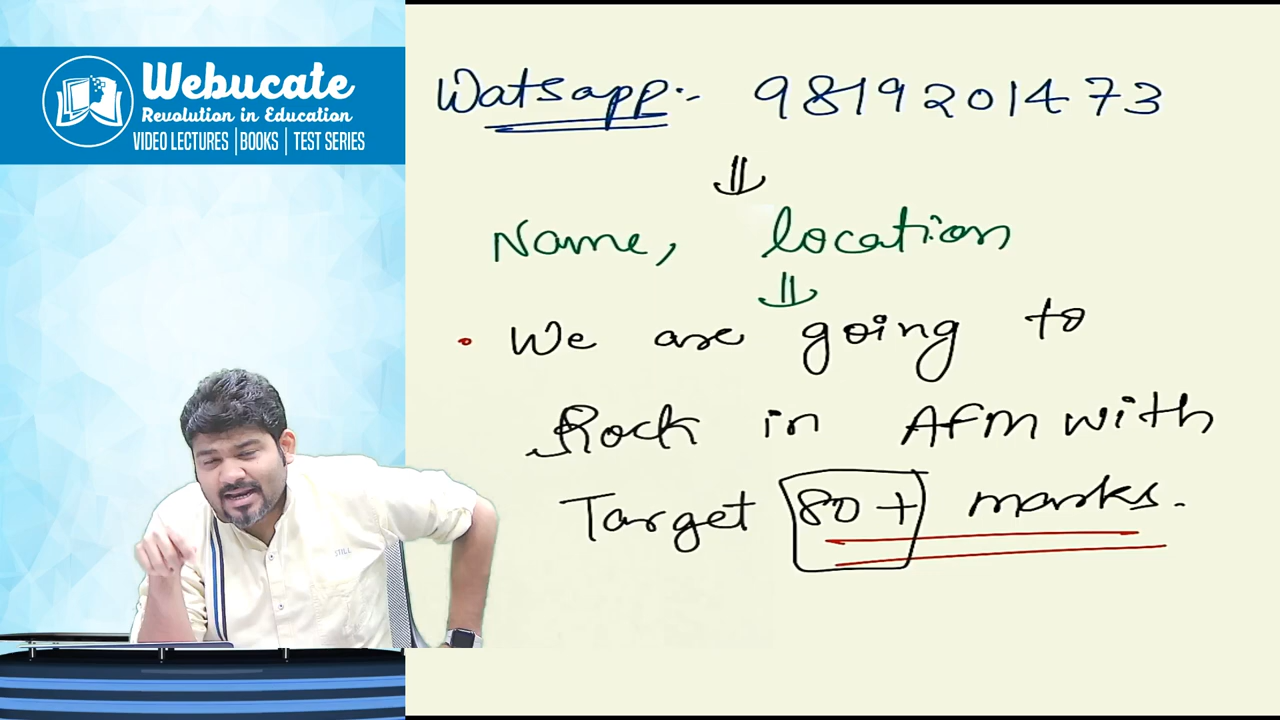 Webucate
Revolution in Education
VIDEO LECTURES | BOOKS | TEST SERIES
Watsapp:- 9819201473
Name, location
• We are going to
Rock in AFM with
Target 80+ marks.
STILL